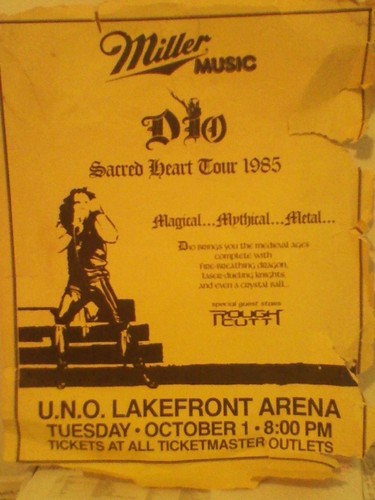 Miller
MUSIC
DIO
Sacred Heart Tour 1985
Magical...Mythical...Metal...
Dio brings you the medieval ages
complete with
fire-breathing dragon,
laser-dueling knights,
and even a crystal ball...
special guest stars
ROUGH
CUTT
U.N.O. LAKEFRONT ARENA
TUESDAY • OCTOBER 1 • 8:00 PM
TICKETS AT ALL TICKETMASTER OUTLETS